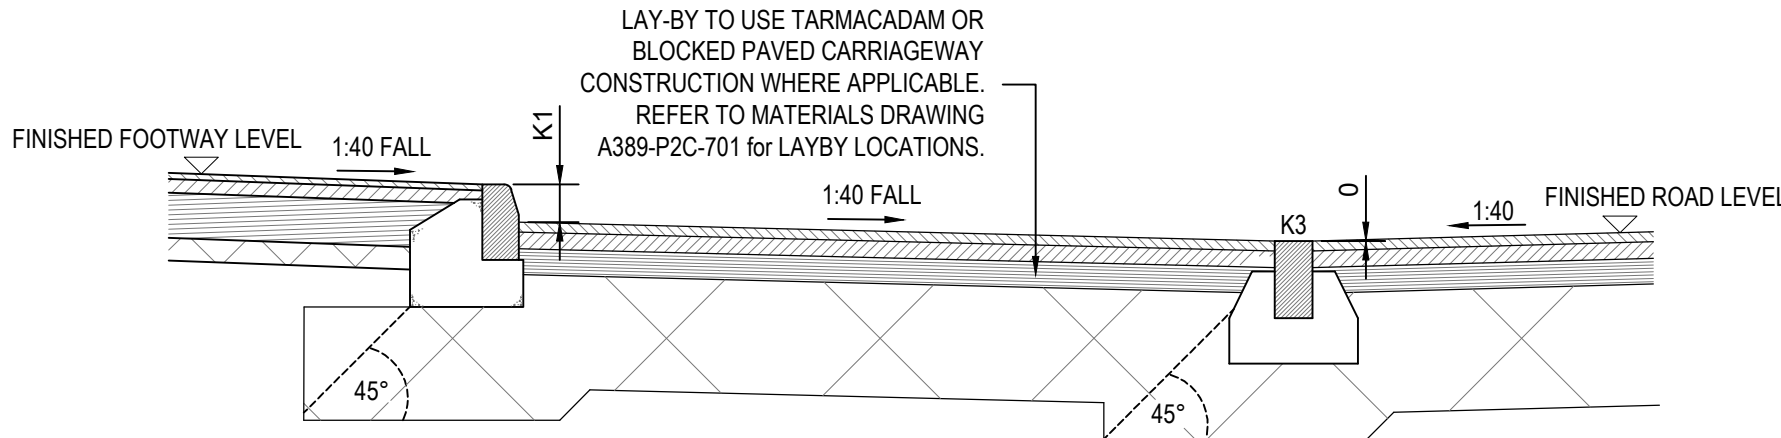 LAY-BY TO USE TARMACADAM OR
BLOCKED PAVED CARRIAGEWAY
CONSTRUCTION WHERE APPLICABLE.
REFER TO MATERIALS DRAWING
A389-P2C-701 for LAYBY LOCATIONS.
FINISHED FOOTWAY LEVEL
1:40 FALL
K1
1:40 FALL
K3
0
1:40
FINISHED ROAD LEVEL
45°
45°